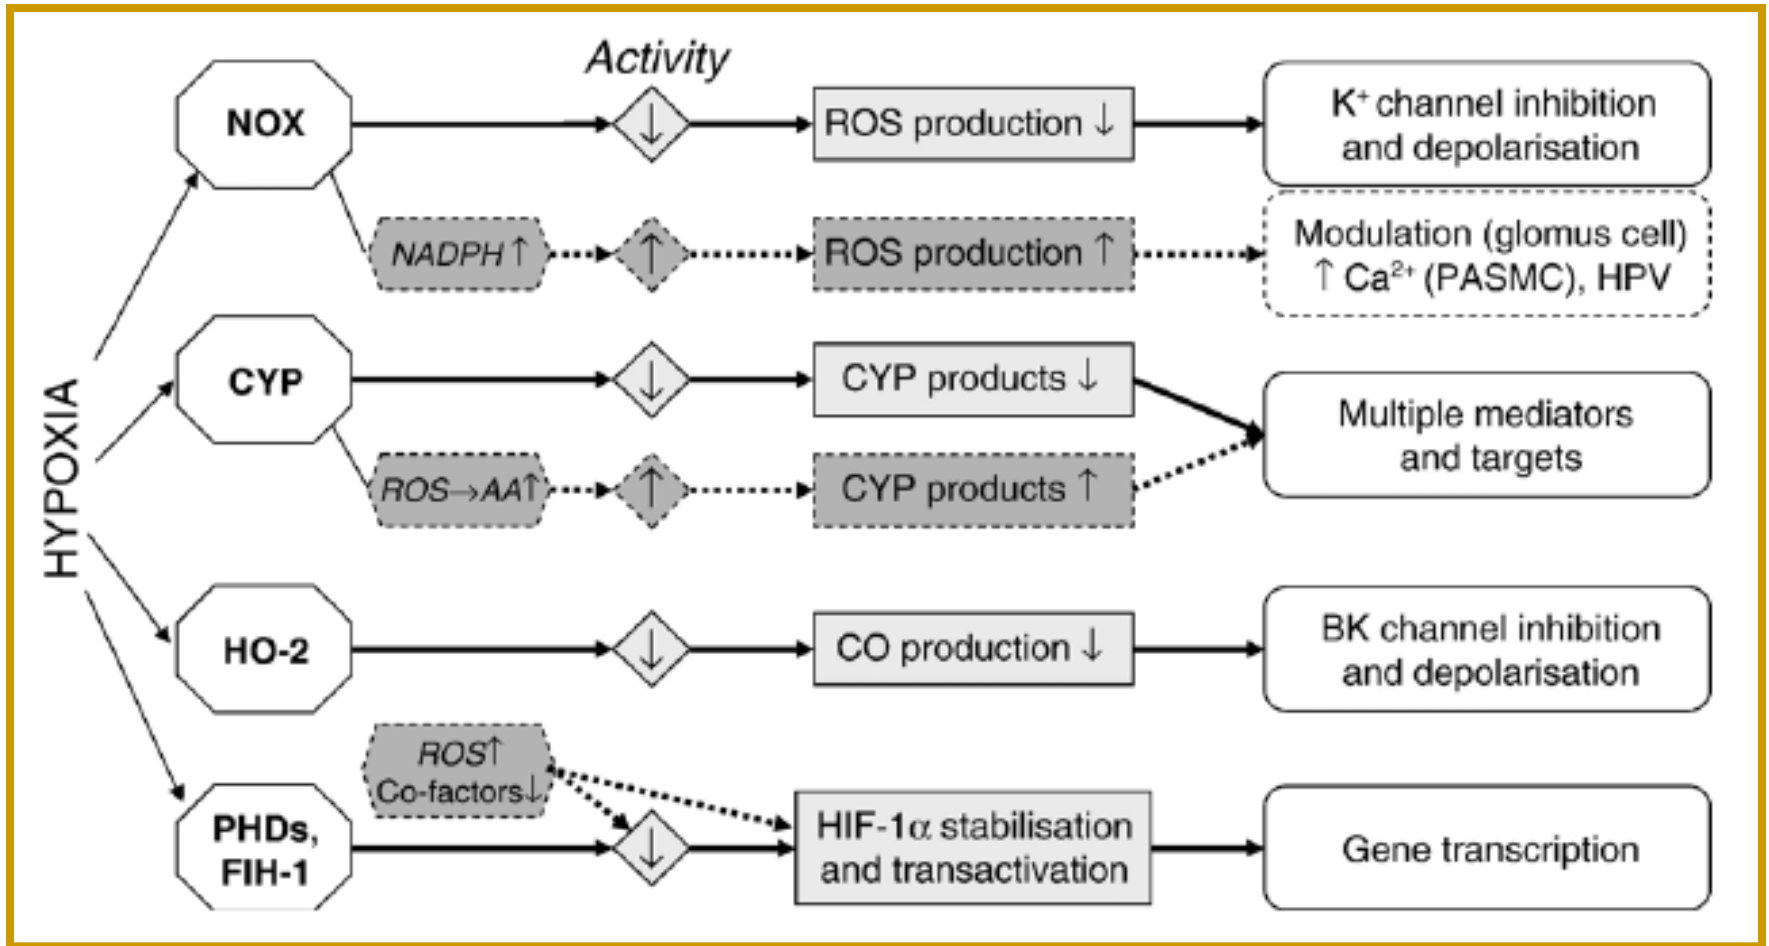 Activity
HYPOXIA
NOX
↓
ROS production ↓
K⁺ channel inhibition
and depolarisation
NADPH ↑
↑
ROS production ↑
Modulation (glomus cell)
↑ Ca²⁺ (PASMC), HPV
CYP
↓
CYP products ↓
Multiple mediators
and targets
ROS→AA↑
↑
CYP products ↑
HO-2
↓
CO production ↓
BK channel inhibition
and depolarisation
ROS↑
Co-factors↓
PHDs,
FIH-1
↓
HIF-1α stabilisation
and transactivation
Gene transcription